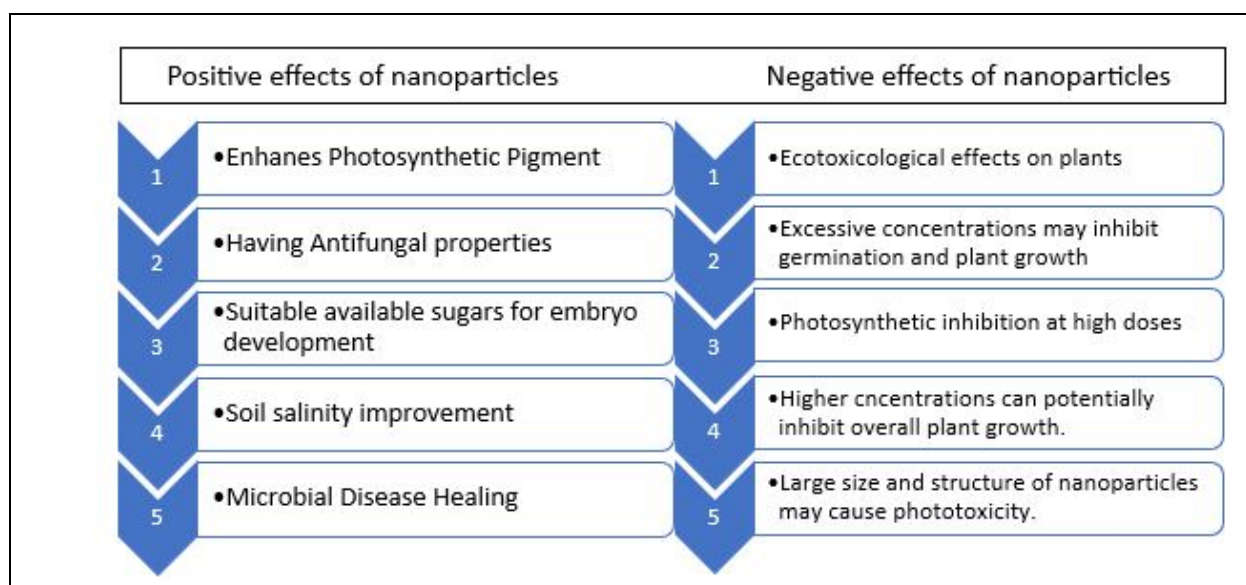 Positive effects of nanoparticles
Negative effects of nanoparticles
1
•Enhanes Photosynthetic Pigment
2
•Having Antifungal properties
3
•Suitable available sugars for embryo
development
4
•Soil salinity improvement
5
•Microbial Disease Healing
1
•Ecotoxicological effects on plants
2
•Excessive concentrations may inhibit
germination and plant growth
3
•Photosynthetic inhibition at high doses
4
•Higher cncentrations can potentially
inhibit overall plant growth.
5
•Large size and structure of nanoparticles
may cause phototoxicity.